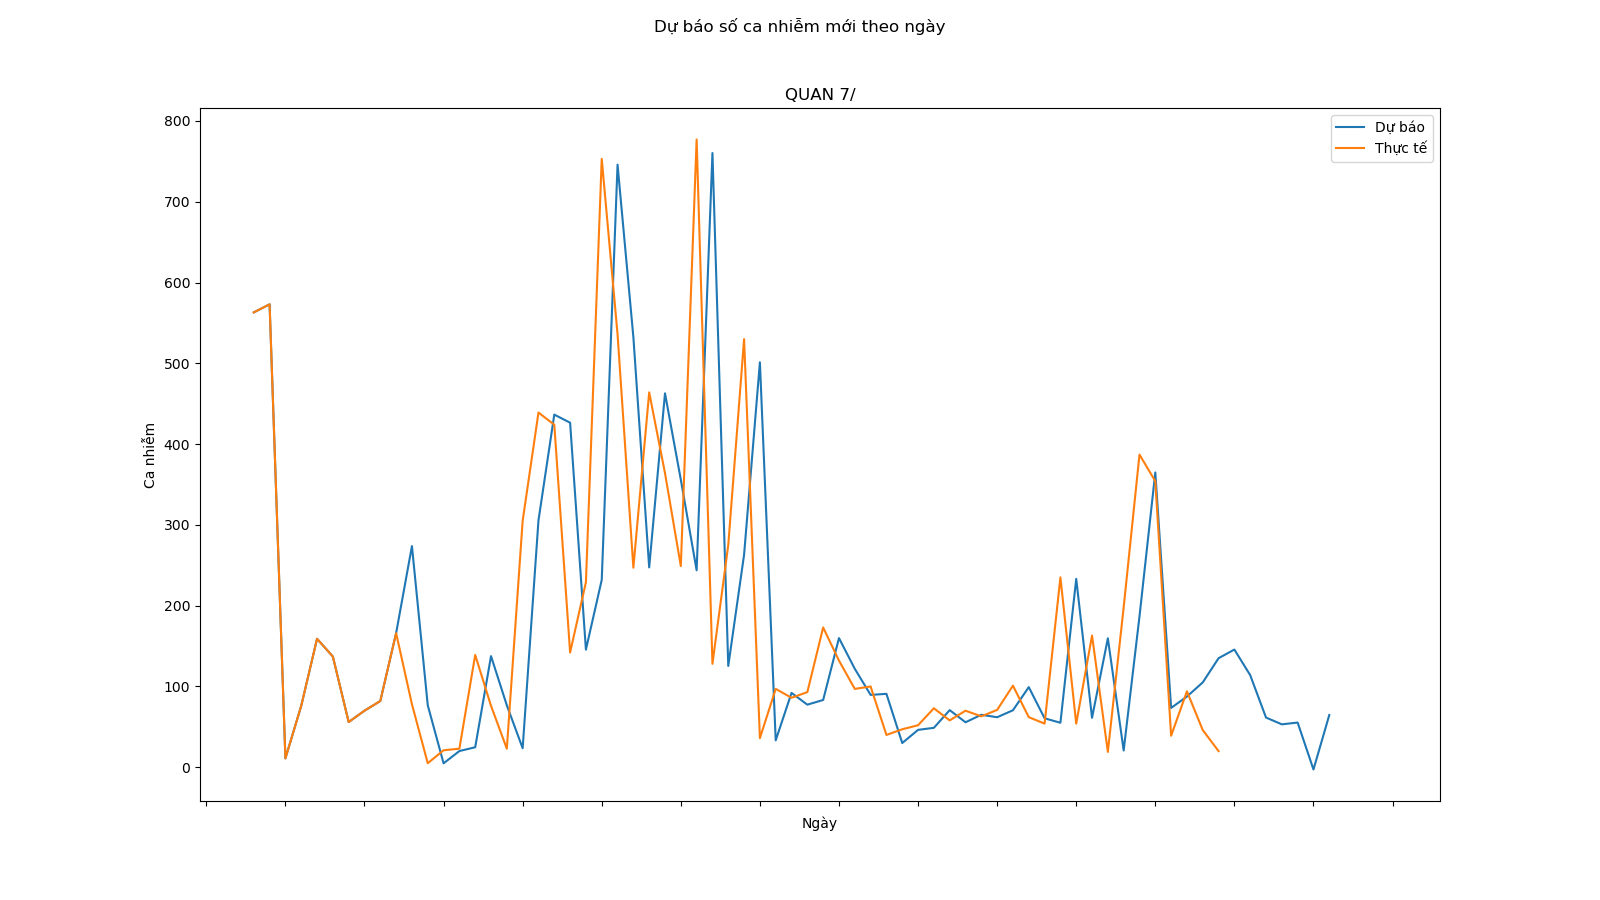 Dự báo số ca nhiễm mới theo ngày
QUAN 7/
Dự báo
Thực tế
800
700
600
500
400
300
200
100
0
Ca nhiễm
Ngày